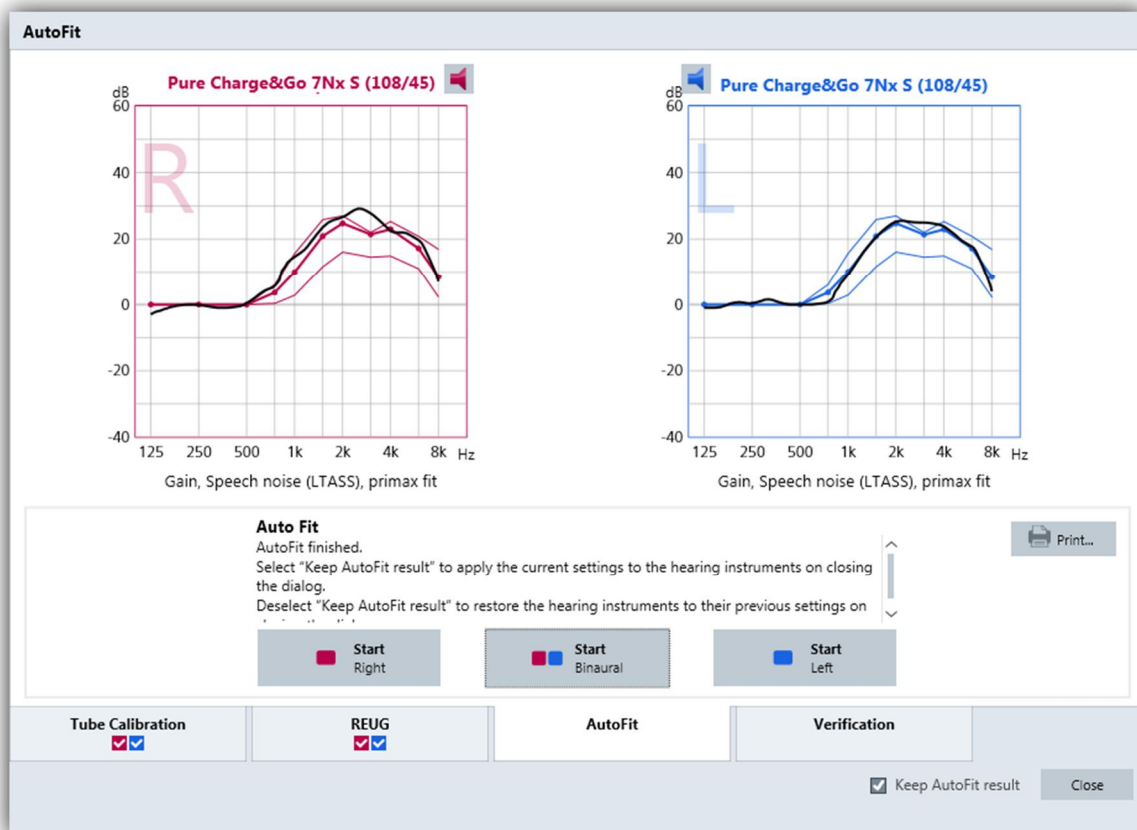 AutoFit
Pure Charge&Go 7Nx S (108/45)
dB
60
40
20
0
-20
-40
R
125 250 500 1k 2k 4k 8k Hz
Gain, Speech noise (LTASS), primax fit
Pure Charge&Go 7Nx S (108/45)
dB
60
40
20
0
-20
-40
L
125 250 500 1k 2k 4k 8k Hz
Gain, Speech noise (LTASS), primax fit
Auto Fit
AutoFit finished.
Select "Keep AutoFit result" to apply the current settings to the hearing instruments on closing
the dialog.
Deselect "Keep AutoFit result" to restore the hearing instruments to their previous settings on
Print...
Start
Right
Start
Binaural
Start
Left
Tube Calibration
REUG
AutoFit
Verification
Keep AutoFit result
Close